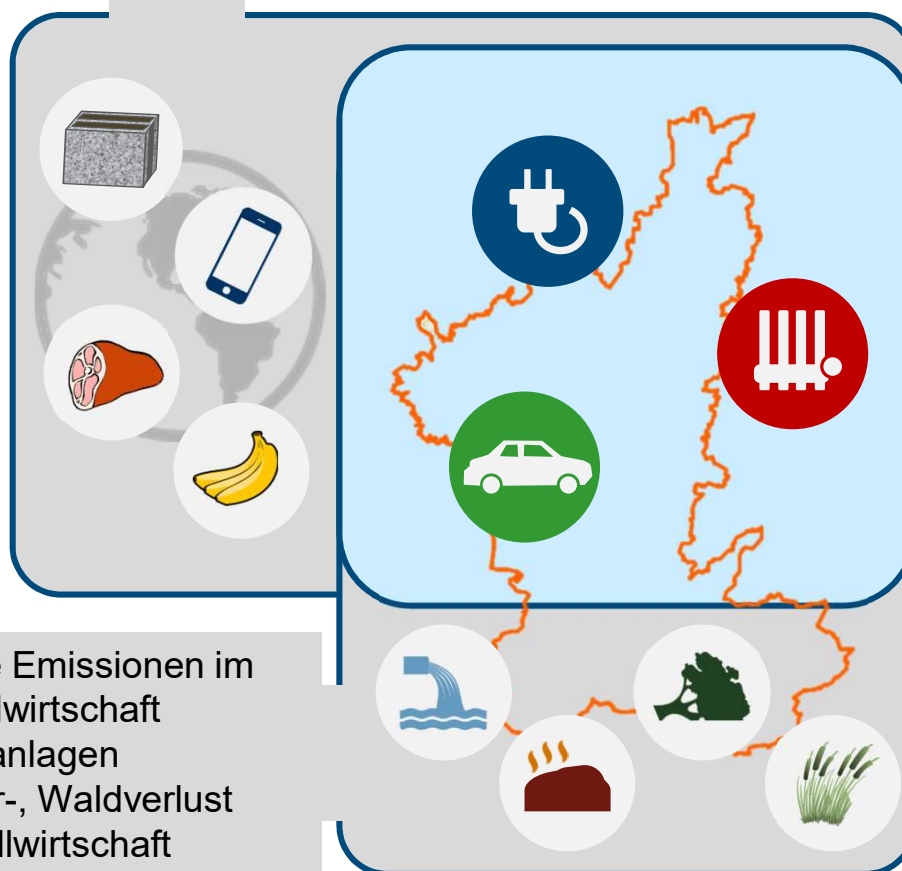 e Emissionen im
lwirtschaft
anlagen
r-, Waldverlust
llwirtschaft